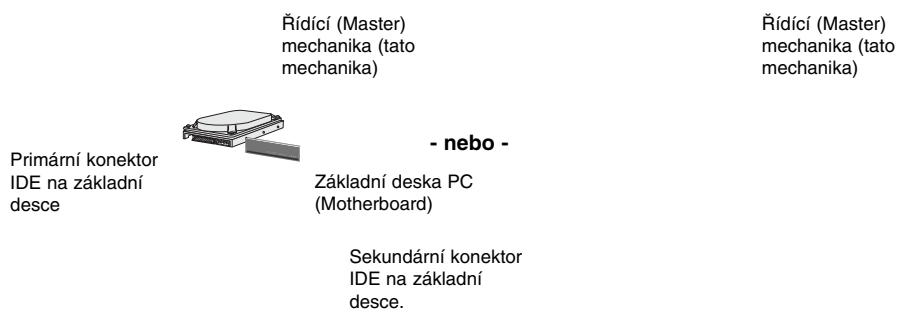 Řídící (Master)
mechanika (tato
mechanika)
Řídící (Master)
mechanika (tato
mechanika)
- nebo -
Primární konektor
IDE na základní
desce
Základní deska PC
(Motherboard)
Sekundární konektor
IDE na základní
desce.